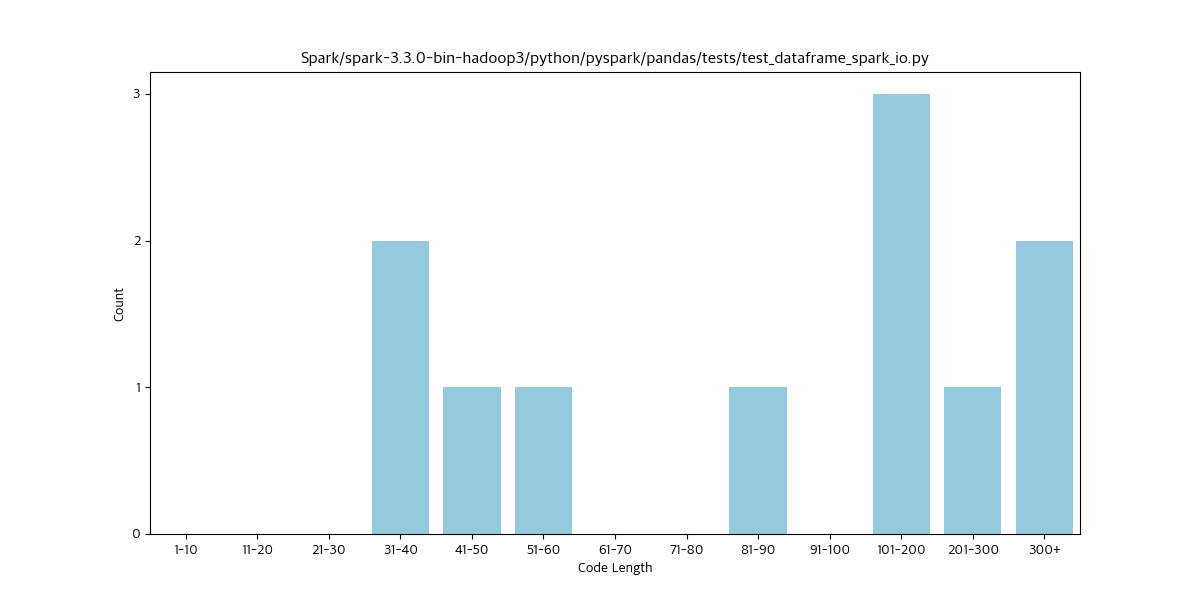 Spark/spark-3.3.0-bin-hadoop3/python/pyspark/pandas/tests/test_dataframe_spark_io.py
3
2
1
0
Count
1-10 11-20 21-30 31-40 41-50 51-60 61-70 71-80 81-90 91-100 101-200 201-300 300+
Code Length